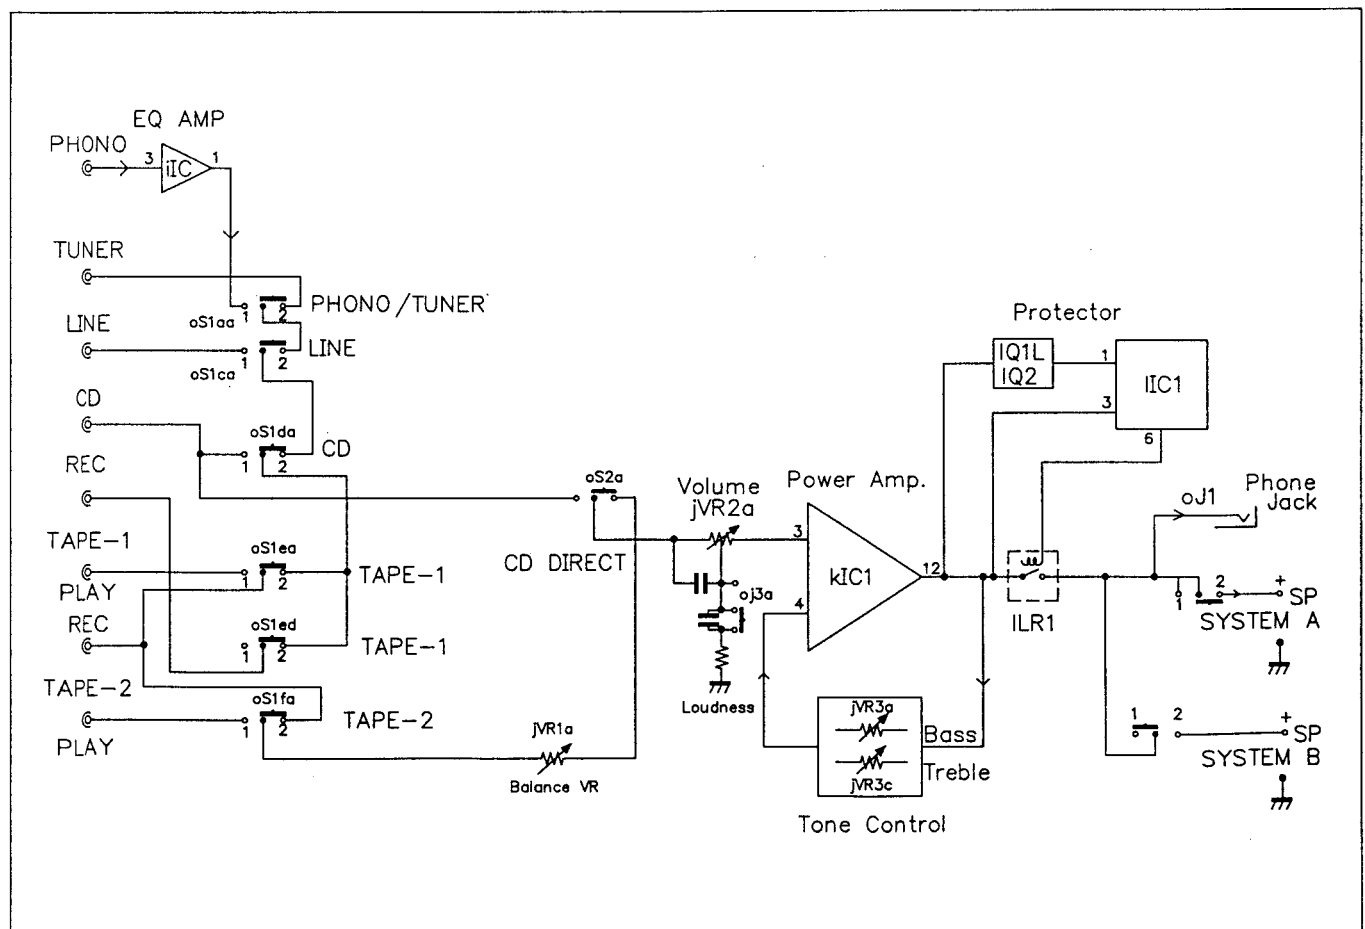 EQ AMP
PHONO
3
iIC
1
TUNER
PHONO/TUNER
oS1aa
1
2
LINE
LINE
oS1ca
1
2
CD
oS1da
CD
1
2
REC
TAPE-1
oS1ea
TAPE-1
1
2
PLAY
REC
oS1ed
TAPE-1
1
2
TAPE-2
oS1fa
TAPE-2
1
2
PLAY
jVR1a
Balance VR
oS2a
CD DIRECT
Volume
jVR2a
oj3a
Loudness
Power Amp.
3
kIC1
4
12
jVR3a
Bass
Treble
jVR3c
Tone Control
Protector
IQ1L
IQ2
1
IIC1
3
6
ILR1
oJ1
Phone
Jack
1
2
+
SP
SYSTEM A
1
2
+
SP
SYSTEM B